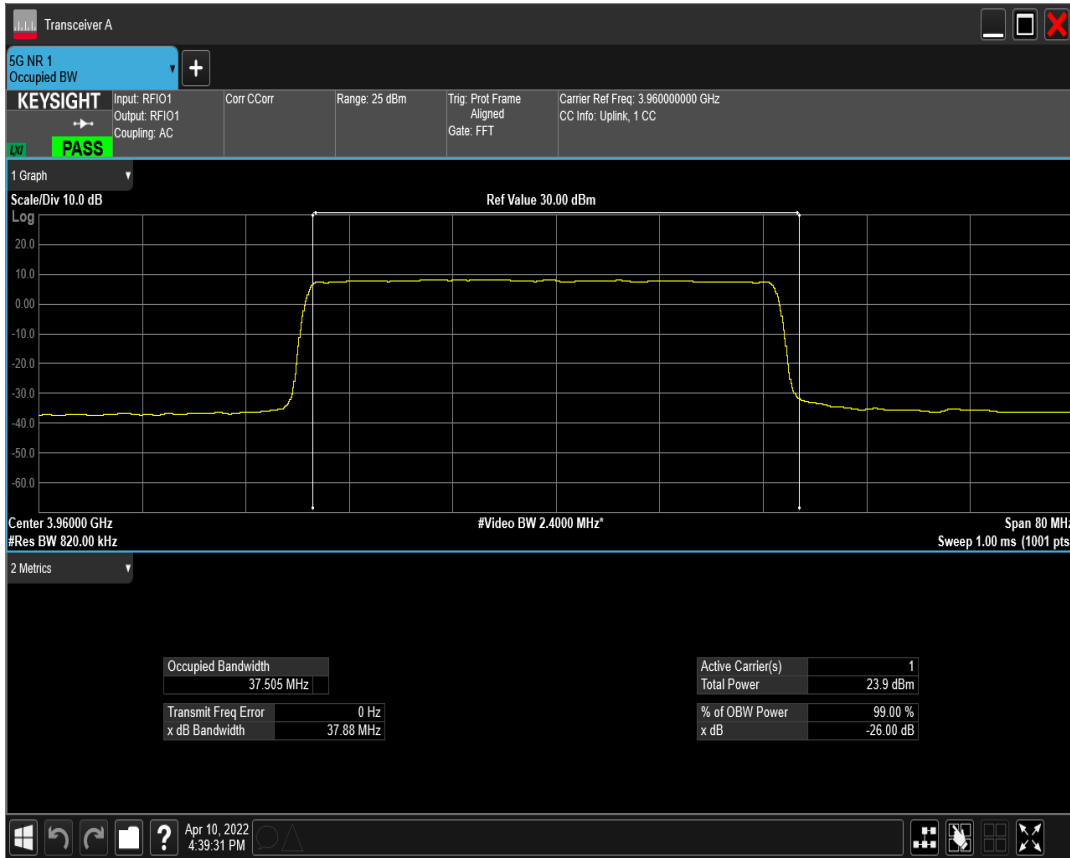 Transceiver A
5G NR 1
Occupied BW
KEYSIGHT
LXI
PASS
Input: RFIO1
Output: RFIO1
Coupling: AC
Corr CCorr
Range: 25 dBm
Trig: Prot Frame
Aligned
Gate: FFT
Carrier Ref Freq: 3.960000000 GHz
CC Info: Uplink, 1 CC
1 Graph
Scale/Div 10.0 dB
Ref Value 30.00 dBm
Log
20.0
10.0
0.00
-10.0
-20.0
-30.0
-40.0
-50.0
-60.0
Center 3.96000 GHz
#Video BW 2.4000 MHz*
Span 80 MHz
#Res BW 820.00 kHz
Sweep 1.00 ms (1001 pts
2 Metrics
Occupied Bandwidth
37.505 MHz
Transmit Freq Error 0 Hz
x dB Bandwidth 37.88 MHz
Active Carrier(s) 1
Total Power 23.9 dBm
% of OBW Power 99.00 %
x dB -26.00 dB
?
Apr 10, 2022
4:39:31 PM